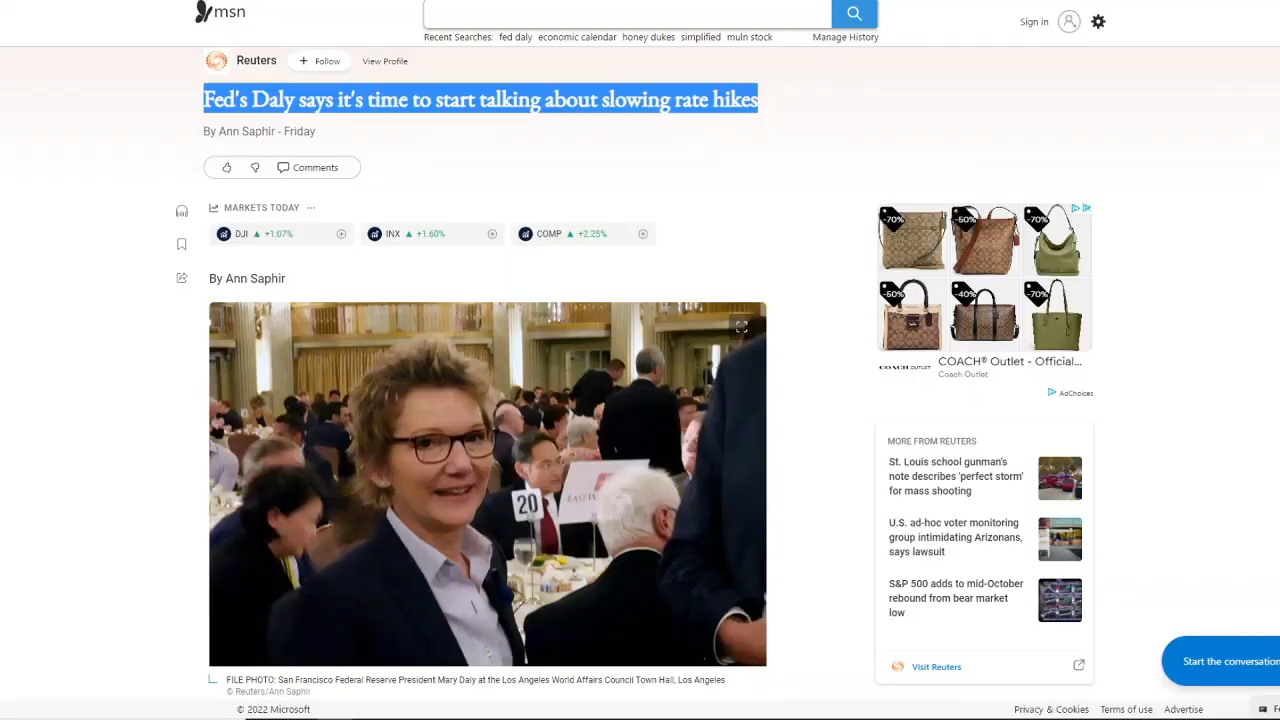 msn
Sign in
Recent Searches: fed daly economic calendar honey dukes simplified muln stock Manage History
Reuters + Follow View Profile
Fed's Daly says it's time to start talking about slowing rate hikes
By Ann Saphir - Friday
Comments
MARKETS TODAY ...
DJI ▲ +1.07% INX ▲ +1.60% COMP ▲ +2.25%
By Ann Saphir
20
FILE PHOTO: San Francisco Federal Reserve President Mary Daly at the Los Angeles World Affairs Council Town Hall, Los Angeles
© Reuters/Ann Saphir
-70% -50% -70%
-50% -40% -70%
COACH OUTLET
COACH® Outlet - Official...
Coach Outlet
AdChoices
MORE FROM REUTERS
St. Louis school gunman's
note describes 'perfect storm'
for mass shooting
U.S. ad-hoc voter monitoring
group intimidating Arizonans,
says lawsuit
S&P 500 adds to mid-October
rebound from bear market
low
Visit Reuters
Start the conversation
© 2022 Microsoft
Privacy & Cookies Terms of use Advertise